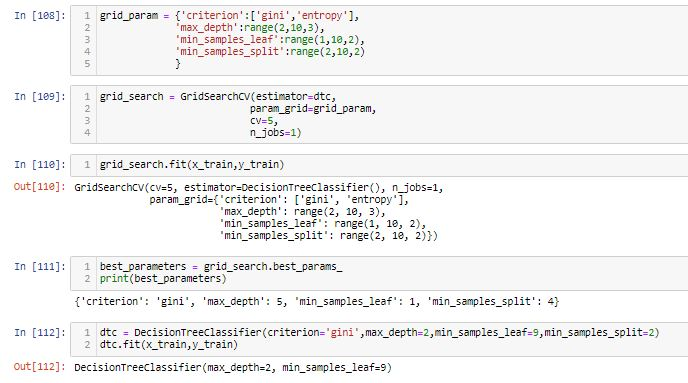 In [108]: 1 grid_param = {'criterion':['gini','entropy'],
2 'max_depth':range(2,10,3),
3 'min_samples_leaf':range(1,10,2),
4 'min_samples_split':range(2,10,2)
5 }
In [109]: 1 grid_search = GridSearchCV(estimator=dtc,
2 param_grid=grid_param,
3 cv=5,
4 n_jobs=1)
In [110]: 1 grid_search.fit(x_train,y_train)
Out[110]: GridSearchCV(cv=5, estimator=DecisionTreeClassifier(), n_jobs=1,
param_grid={'criterion': ['gini', 'entropy'],
'max_depth': range(2, 10, 3),
'min_samples_leaf': range(1, 10, 2),
'min_samples_split': range(2, 10, 2)})
In [111]: 1 best_parameters = grid_search.best_params_
2 print(best_parameters)
{'criterion': 'gini', 'max_depth': 5, 'min_samples_leaf': 1, 'min_samples_split': 4}
In [112]: 1 dtc = DecisionTreeClassifier(criterion='gini',max_depth=2,min_samples_leaf=9,min_samples_split=2)
2 dtc.fit(x_train,y_train)
Out[112]: DecisionTreeClassifier(max_depth=2, min_samples_leaf=9)